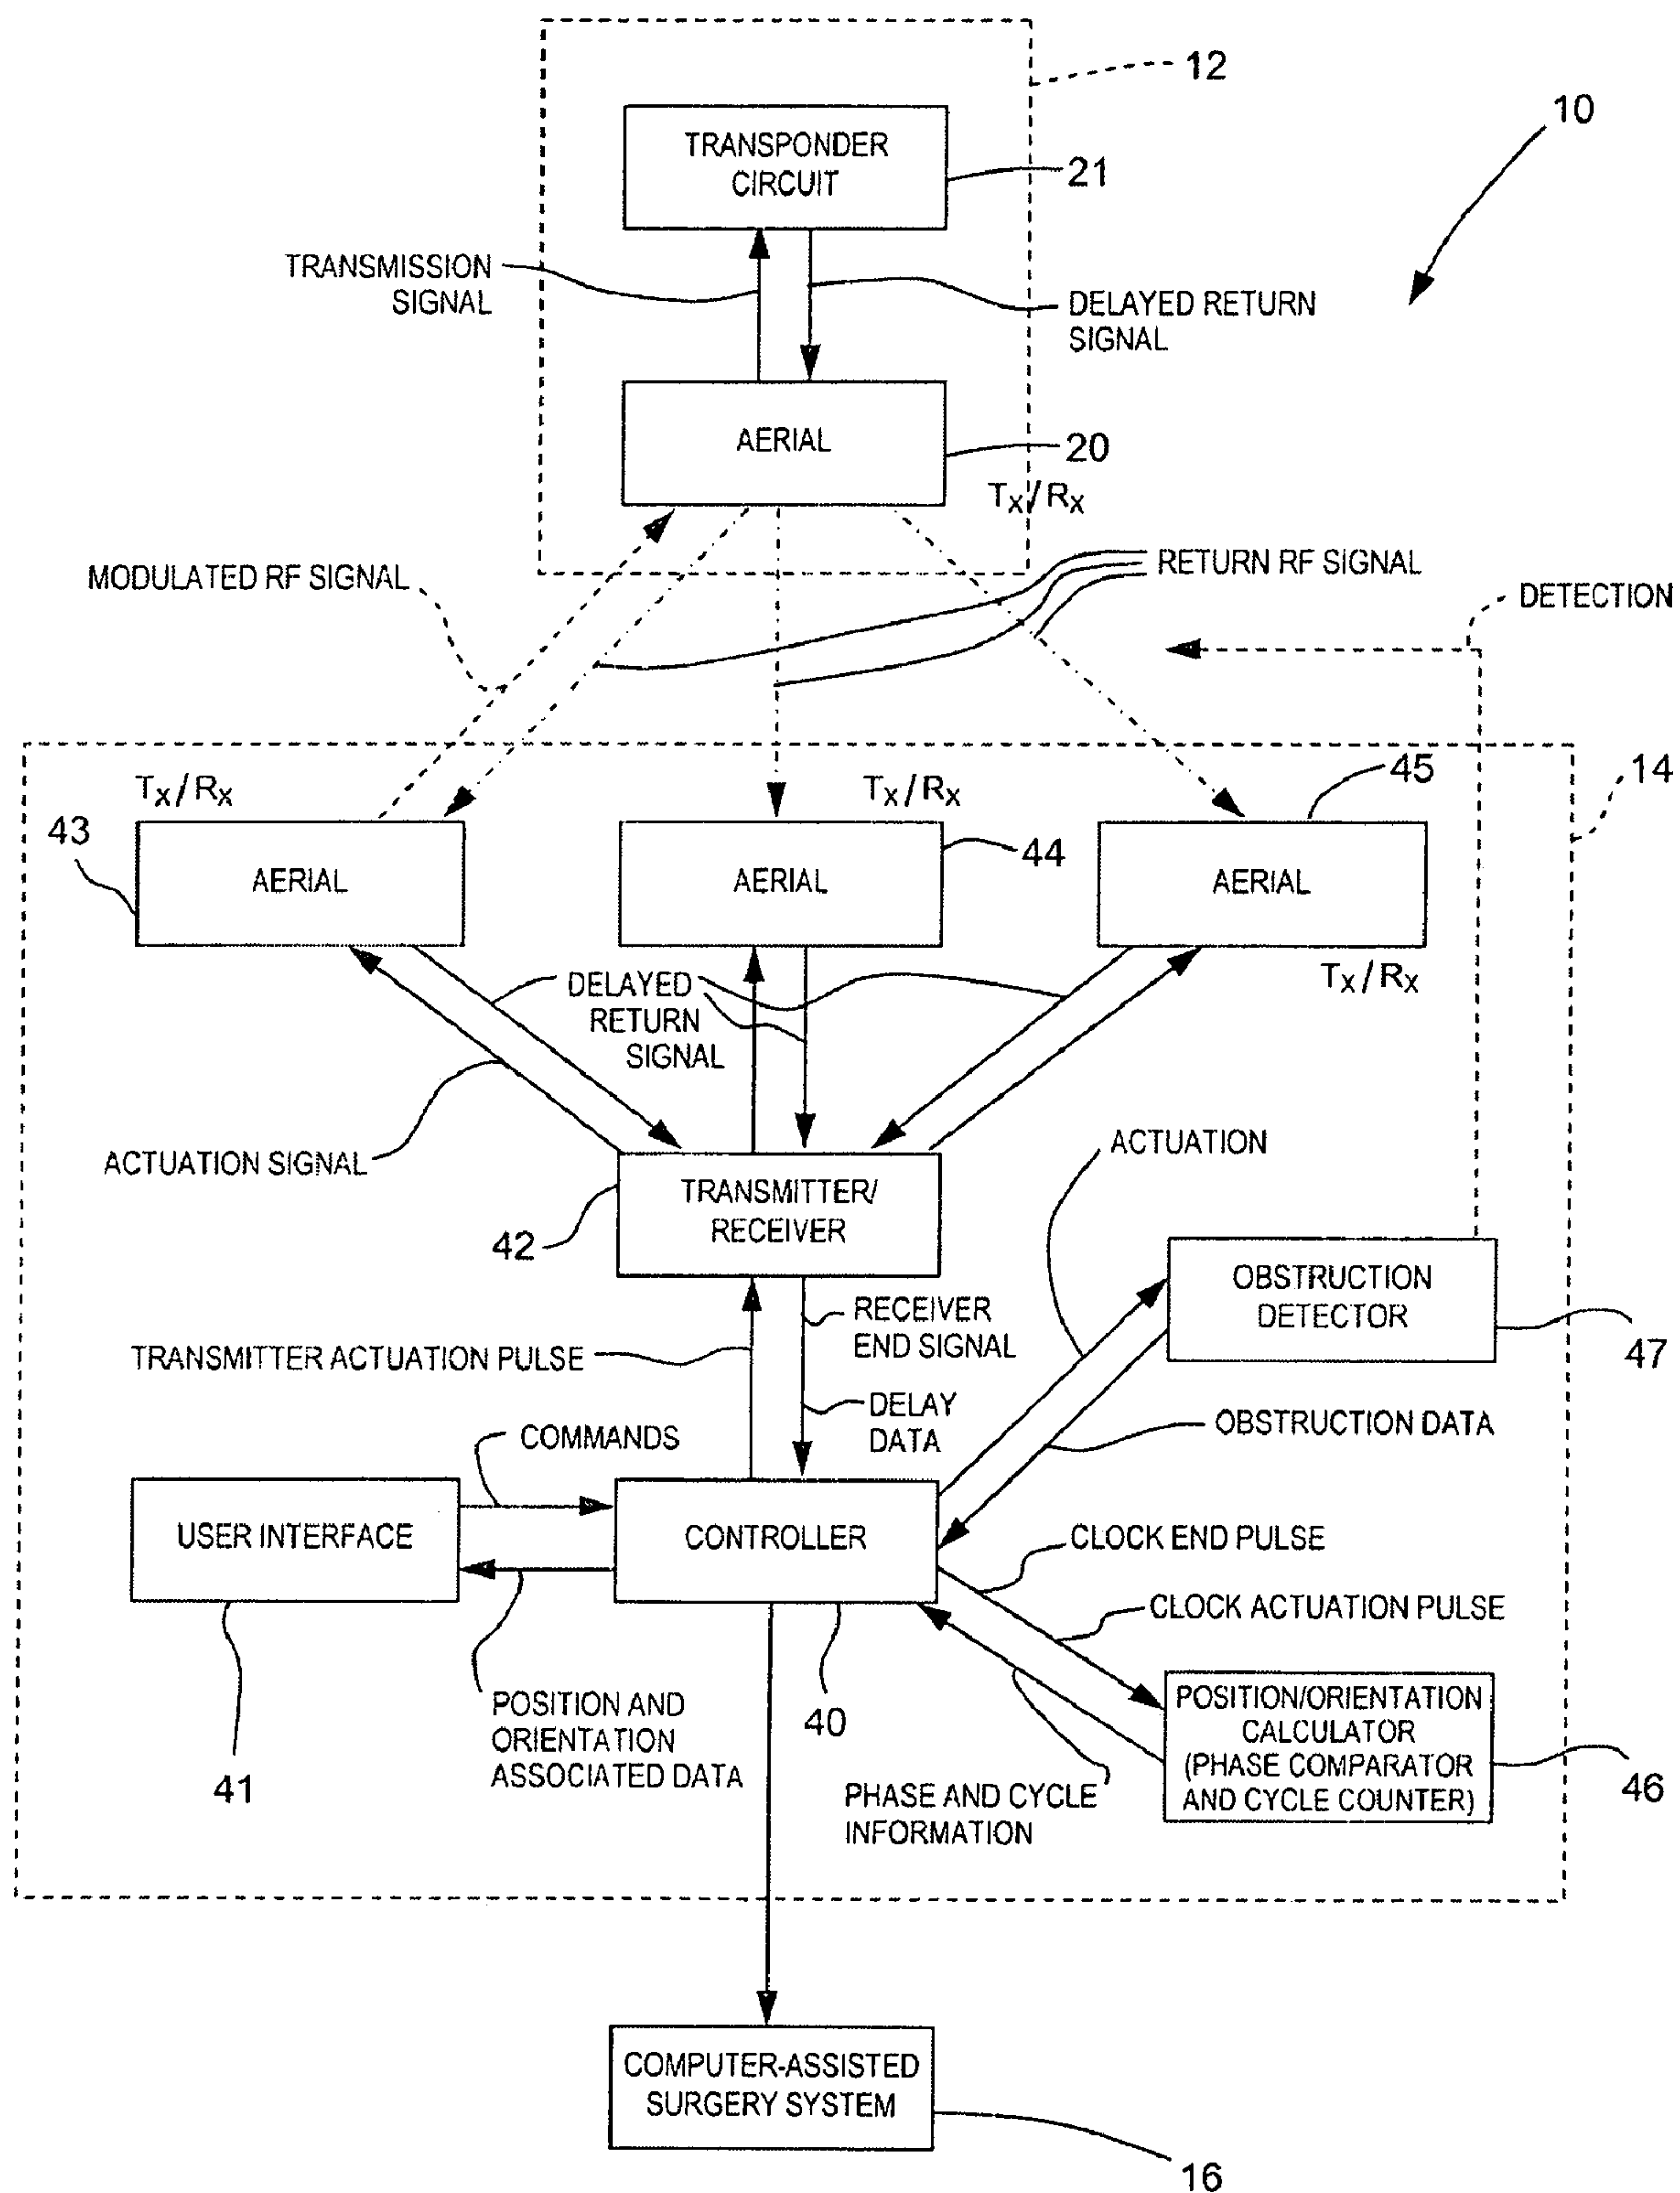 12
10
TRANSPONDER
CIRCUIT
21
TRANSMISSION
SIGNAL
DELAYED RETURN
SIGNAL
AERIAL
20
TX/RX
MODULATED RF SIGNAL
RETURN RF SIGNAL
DETECTION
14
TX/RX
TX/RX
45
43
44
AERIAL
AERIAL
AERIAL
TX/RX
DELAYED
RETURN
SIGNAL
ACTUATION SIGNAL
ACTUATION
TRANSMITTER/
RECEIVER
42
OBSTRUCTION
DETECTOR
47
RECEIVER
END SIGNAL
TRANSMITTER ACTUATION PULSE
DELAY
DATA
OBSTRUCTION DATA
COMMANDS
USER INTERFACE
CONTROLLER
CLOCK END PULSE
CLOCK ACTUATION PULSE
41
POSITION AND
ORIENTATION
ASSOCIATED DATA
40
POSITION/ORIENTATION
CALCULATOR
(PHASE COMPARATOR
AND CYCLE COUNTER)
46
PHASE AND CYCLE
INFORMATION
COMPUTER-ASSISTED
SURGERY SYSTEM
16